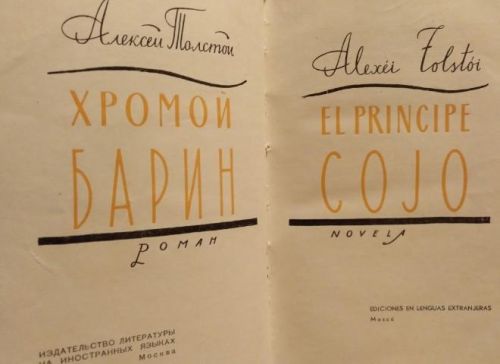 Алексей Толстой
ХРОМОЙ
БАРИН
РОМАН
ИЗДАТЕЛЬСТВО ЛИТЕРАТУРЫ
НА ИНОСТРАННЫХ ЯЗЫКАХ
Москва
Alexéi Tolstói
EL PRINCIPE
COJO
NOVELA
EDICIONES EN LENGUAS EXTRANJERAS
Moscú